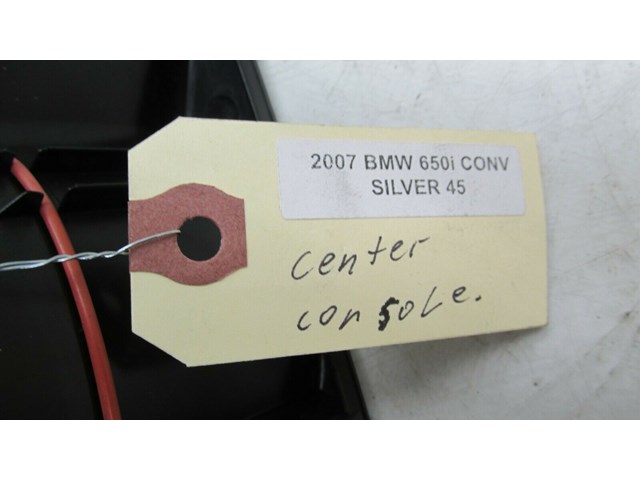 2007 BMW 650i CONV
SILVER 45
center
console.